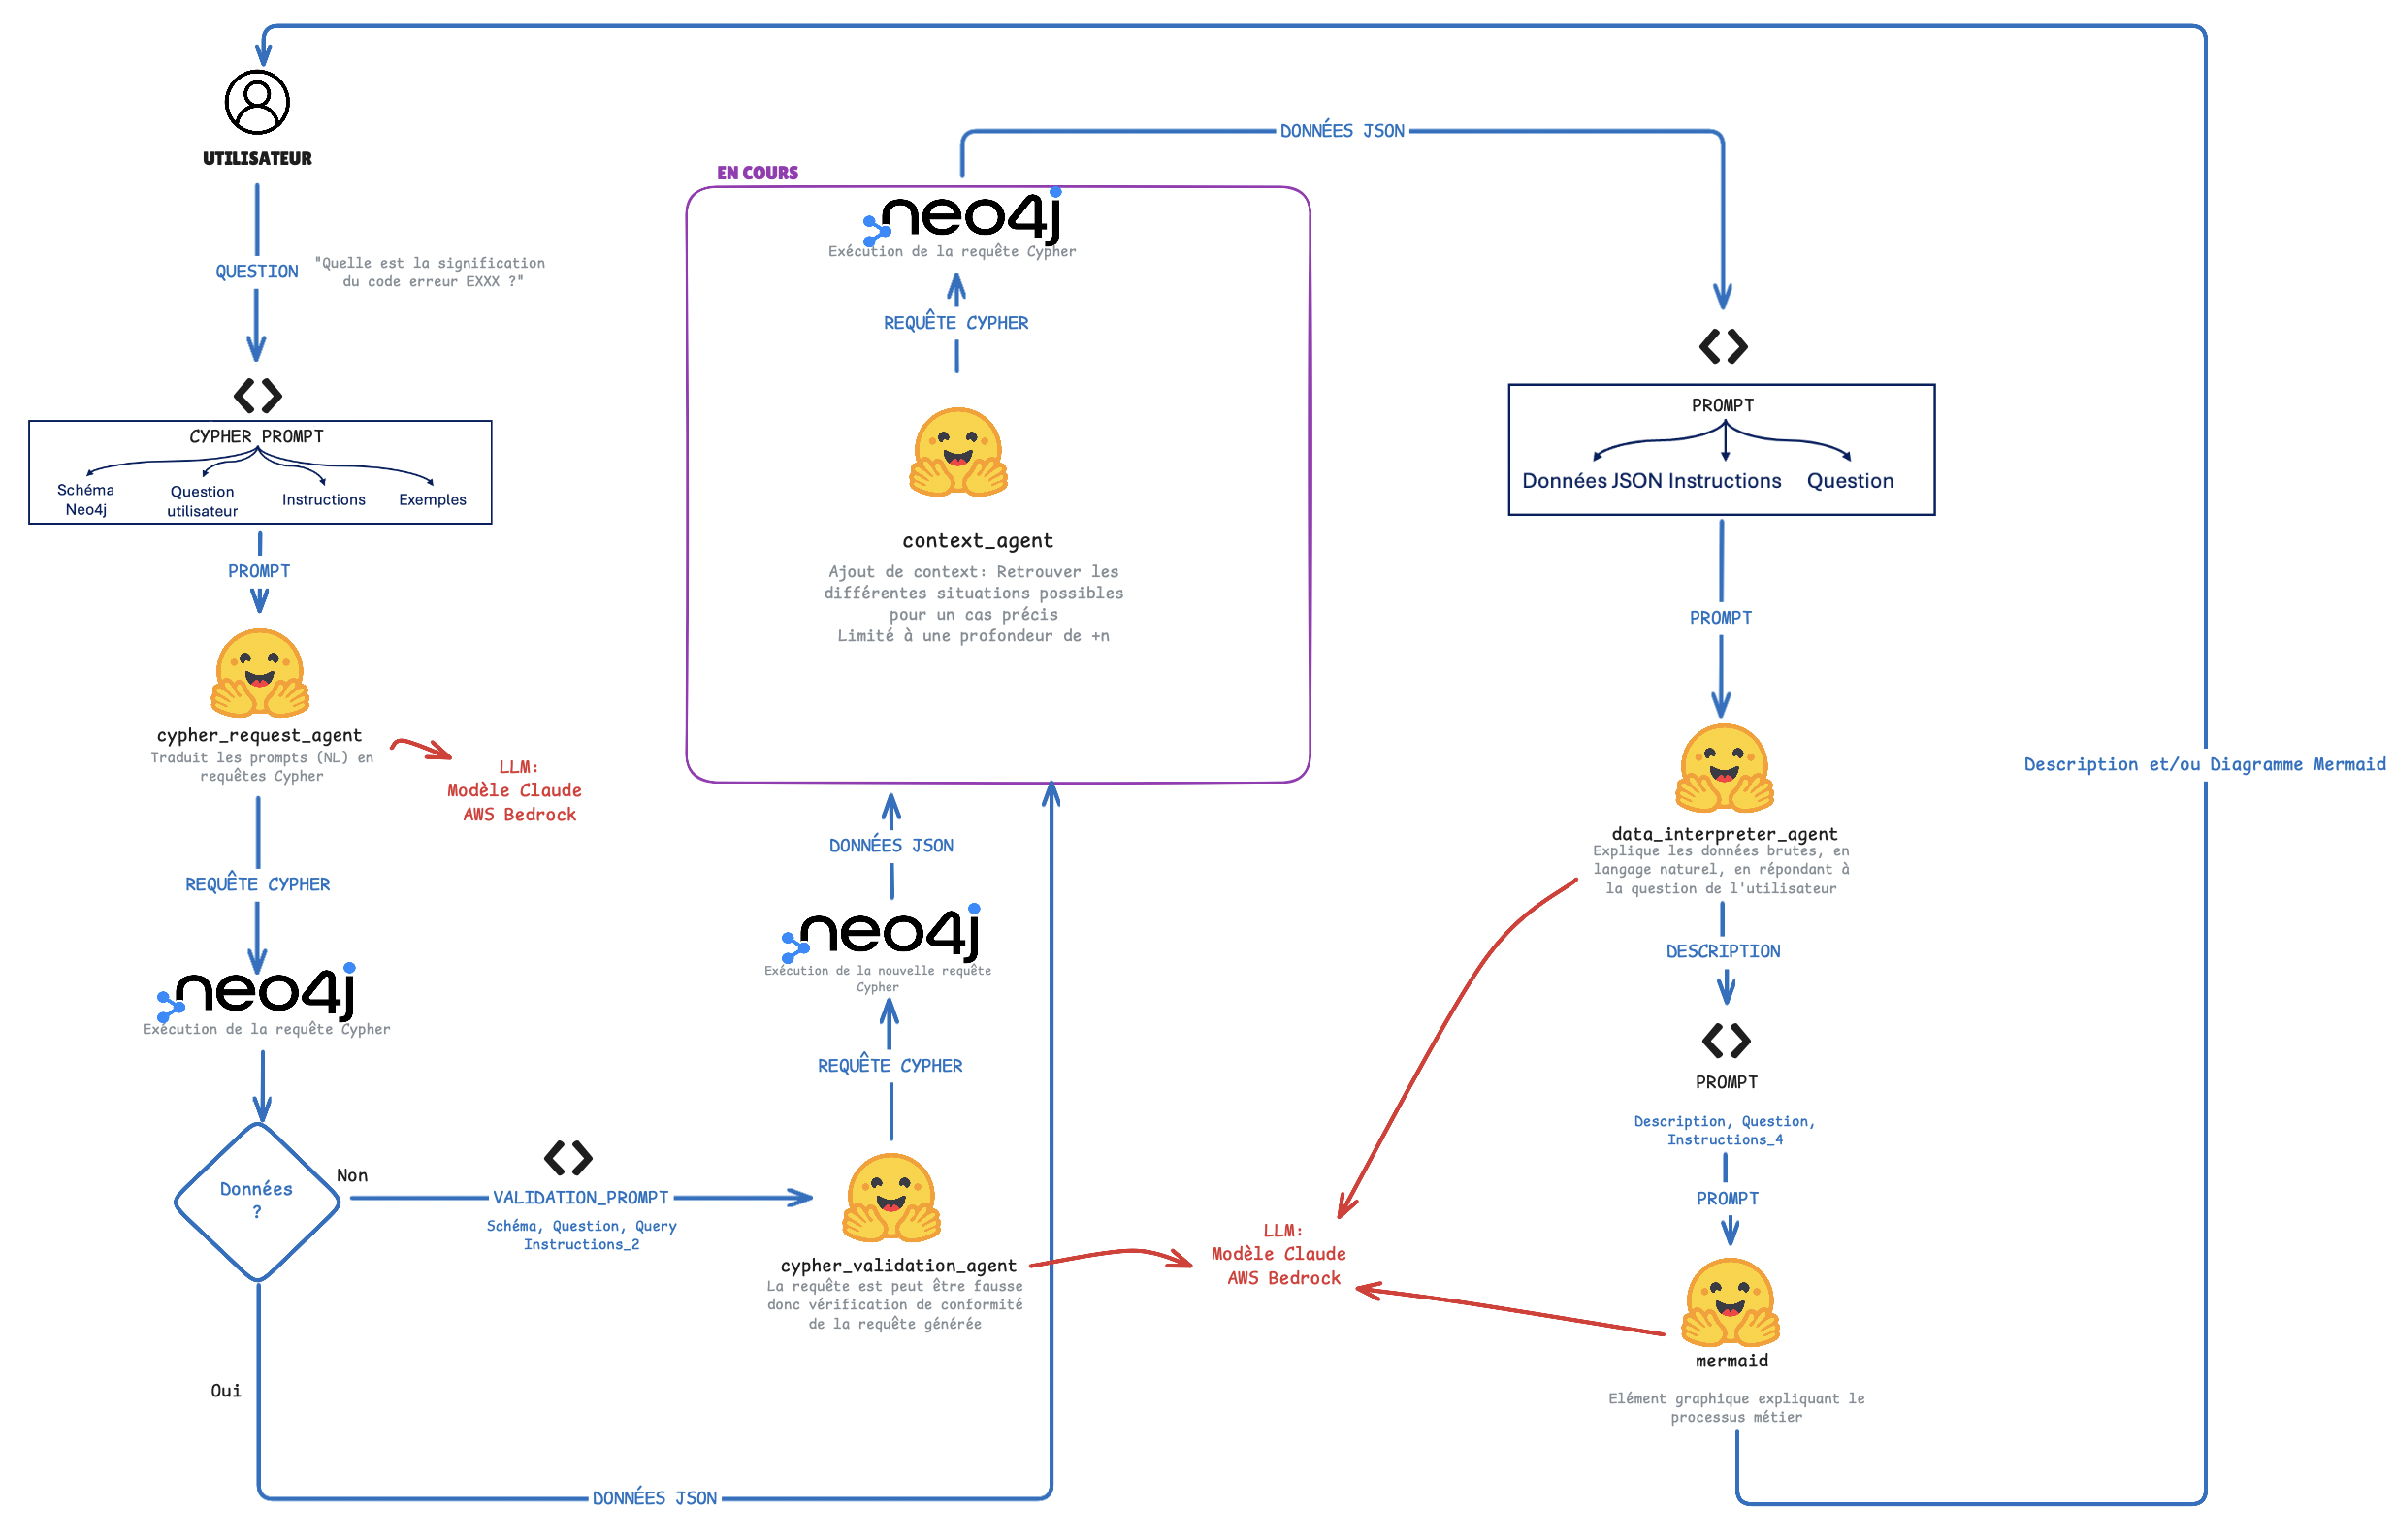 UTILISATEUR
QUESTION
"Quelle est la signification
du code erreur EXXX ?"
CYPHER PROMPT
Schéma
Neo4j
Question
utilisateur
Instructions
Exemples
PROMPT
cypher_request_agent
Traduit les prompts (NL) en
requêtes Cypher
LLM:
Modèle Claude
AWS Bedrock
REQUÊTE CYPHER
neo4j
Exécution de la requête Cypher
Données
?
Non
Oui
VALIDATION_PROMPT
Schéma, Question, Query
Instructions_2
DONNÉES JSON
cypher_validation_agent
La requête est peut être fausse
donc vérification de conformité
de la requête générée
REQUÊTE CYPHER
neo4j
Exécution de la nouvelle requête
Cypher
DONNÉES JSON
EN COURS
neo4j
Exécution de la requête Cypher
REQUÊTE CYPHER
context_agent
Ajout de context: Retrouver les
différentes situations possibles
pour un cas précis
Limité à une profondeur de +n
DONNÉES JSON
PROMPT
Données JSON
Instructions
Question
PROMPT
data_interpreter_agent
Explique les données brutes, en
langage naturel, en répondant à
la question de l'utilisateur
DESCRIPTION
PROMPT
Description, Question,
Instructions_4
PROMPT
LLM:
Modèle Claude
AWS Bedrock
mermaid
Elément graphique expliquant le
processus métier
Description et/ou Diagramme Mermaid